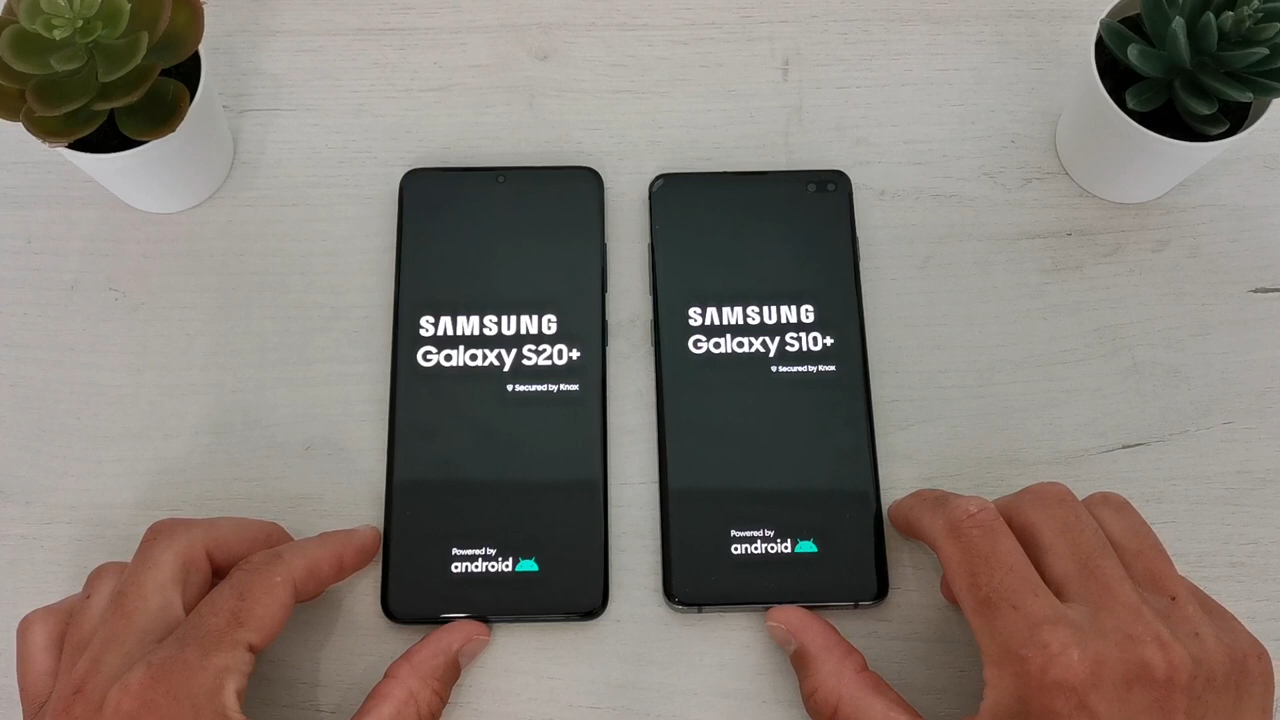 SAMSUNG
Galaxy S20+
Secured by Knox
Powered by
android
SAMSUNG
Galaxy S10+
Secured by Knox
Powered by
android